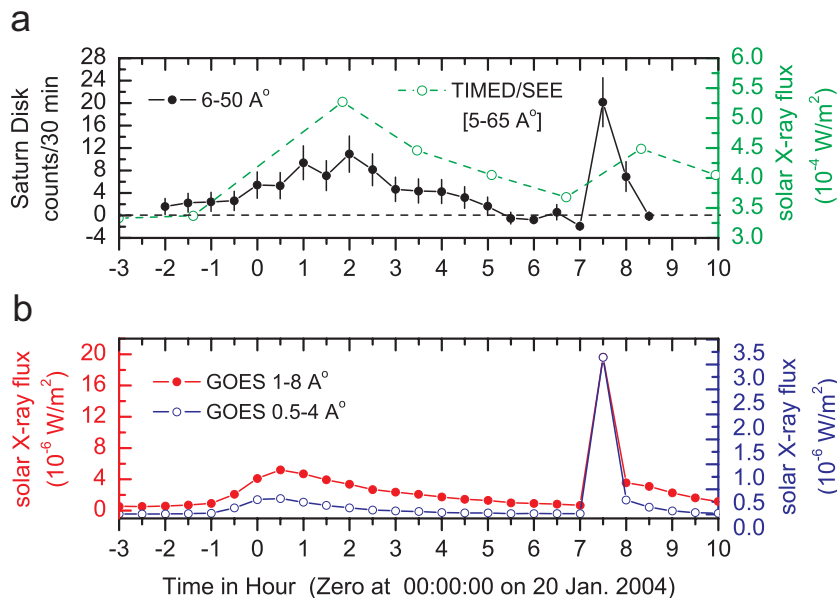 a
Saturn Disk
counts/30 min
28
24
20
16
12
8
4
0
-4
6-50 A°
TIMED/SEE
[5-65 A°]
6.0
5.5
5.0
4.5
4.0
3.5
3.0
solar X-ray flux
(10⁻⁴ W/m²)
-3 -2 -1 0 1 2 3 4 5 6 7 8 9 10
b
solar X-ray flux
(10⁻⁶ W/m²)
20
16
12
8
4
0
GOES 1-8 A°
GOES 0.5-4 A°
3.5
3.0
2.5
2.0
1.5
1.0
0.5
0.0
solar X-ray flux
(10⁻⁶ W/m²)
-3 -2 -1 0 1 2 3 4 5 6 7 8 9 10
Time in Hour (Zero at 00:00:00 on 20 Jan. 2004)